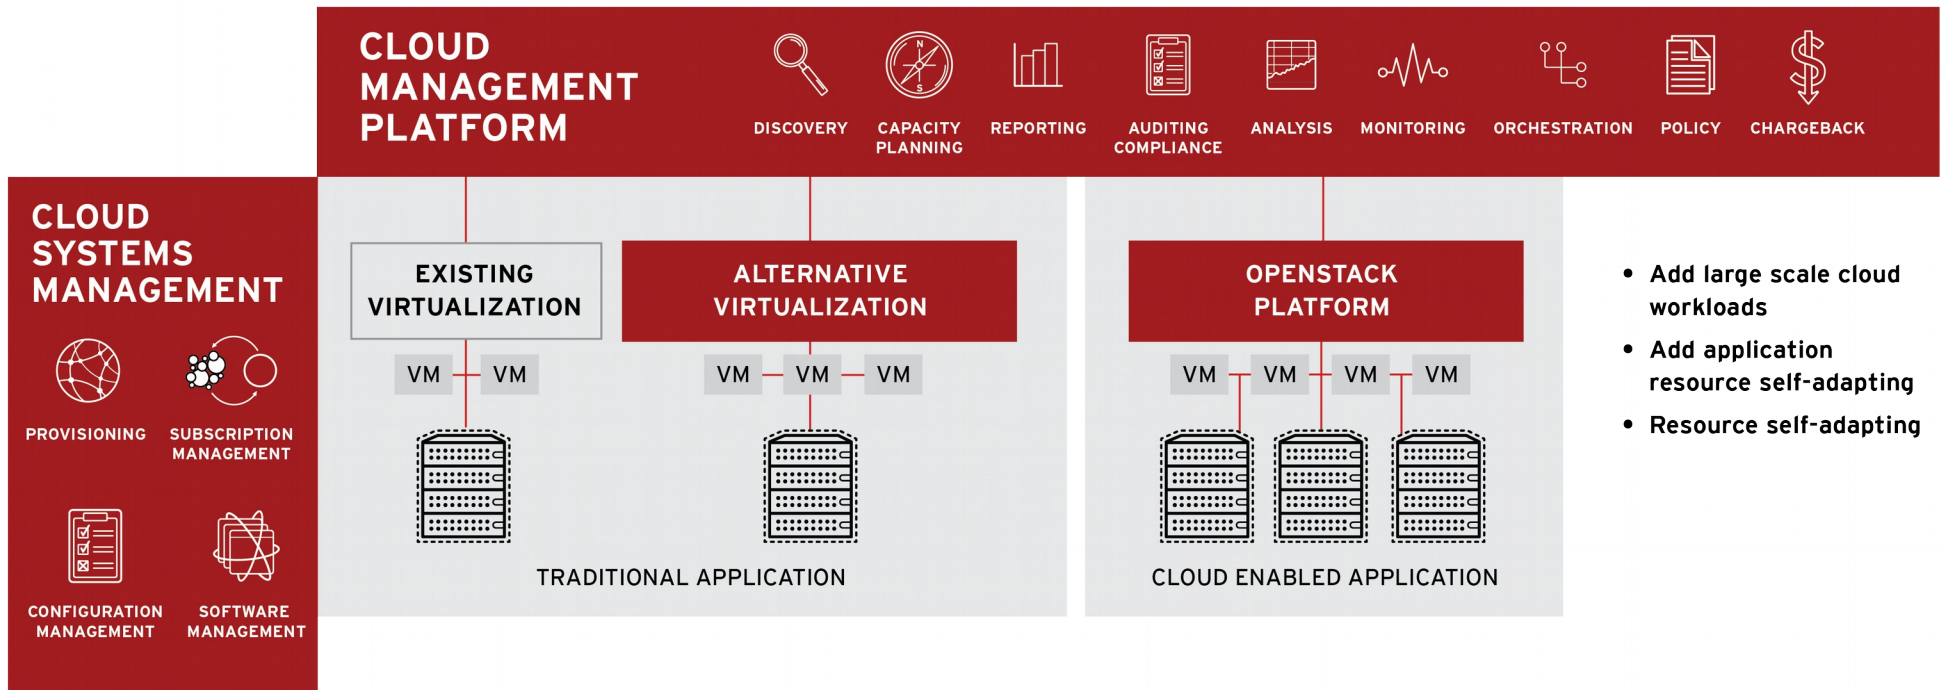 CLOUD
MANAGEMENT
PLATFORM
DISCOVERY
CAPACITY
PLANNING
REPORTING
AUDITING
COMPLIANCE
ANALYSIS
MONITORING
ORCHESTRATION
POLICY
CHARGEBACK
N
S
CLOUD
SYSTEMS
MANAGEMENT
PROVISIONING
SUBSCRIPTION
MANAGEMENT
CONFIGURATION
MANAGEMENT
SOFTWARE
MANAGEMENT
EXISTING
VIRTUALIZATION
VM VM
ALTERNATIVE
VIRTUALIZATION
VM VM VM
TRADITIONAL APPLICATION
OPENSTACK
PLATFORM
VM VM VM VM
CLOUD ENABLED APPLICATION
• Add large scale cloud
workloads
• Add application
resource self-adapting
• Resource self-adapting